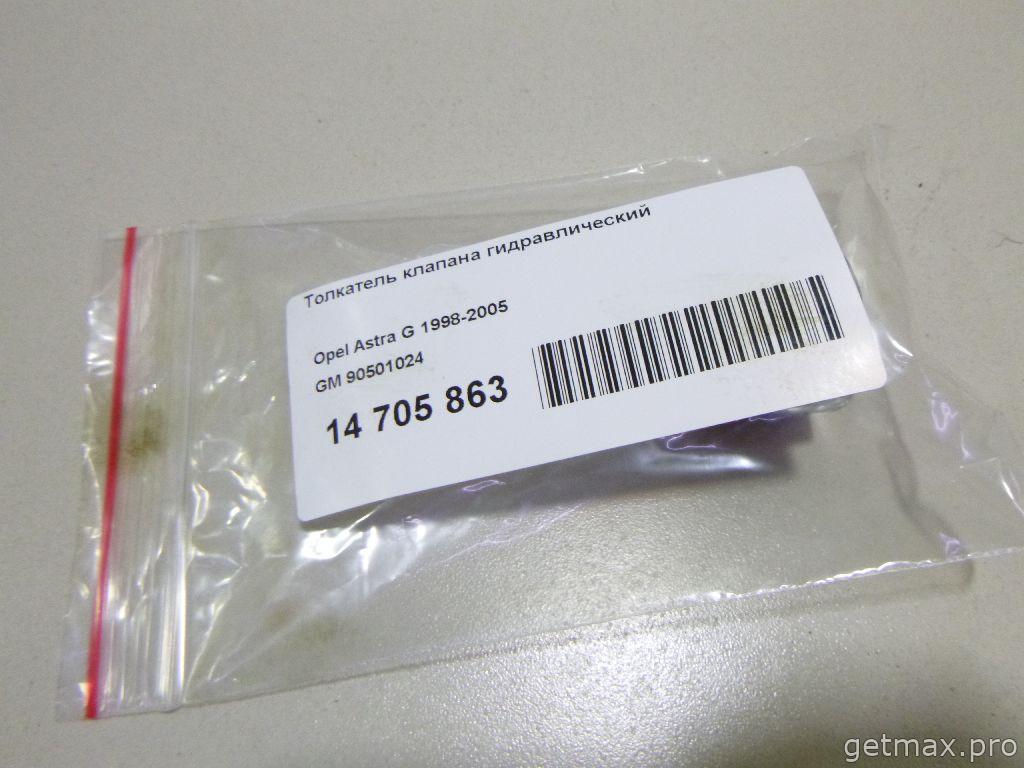 Толкатель клапана гидравлический
Opel Astra G 1998-2005
GM 90501024
14 705 863
getmax.pro